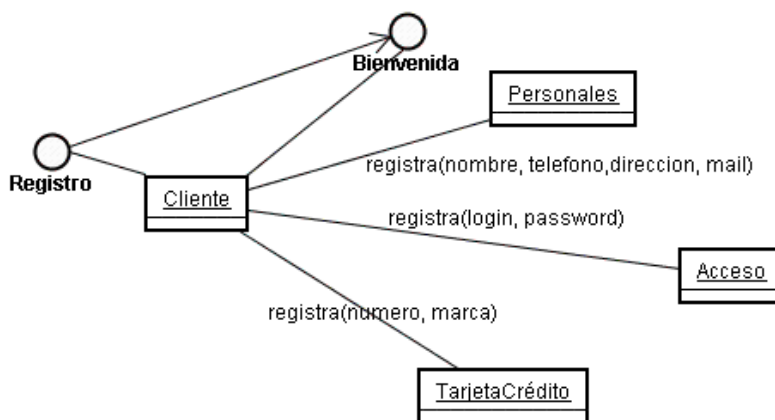 Bienvenida
Personales
Registro
registra(nombre, telefono,direccion, mail)
Cliente
registra(login, password)
Acceso
registra(numero, marca)
TarjetaCrédito